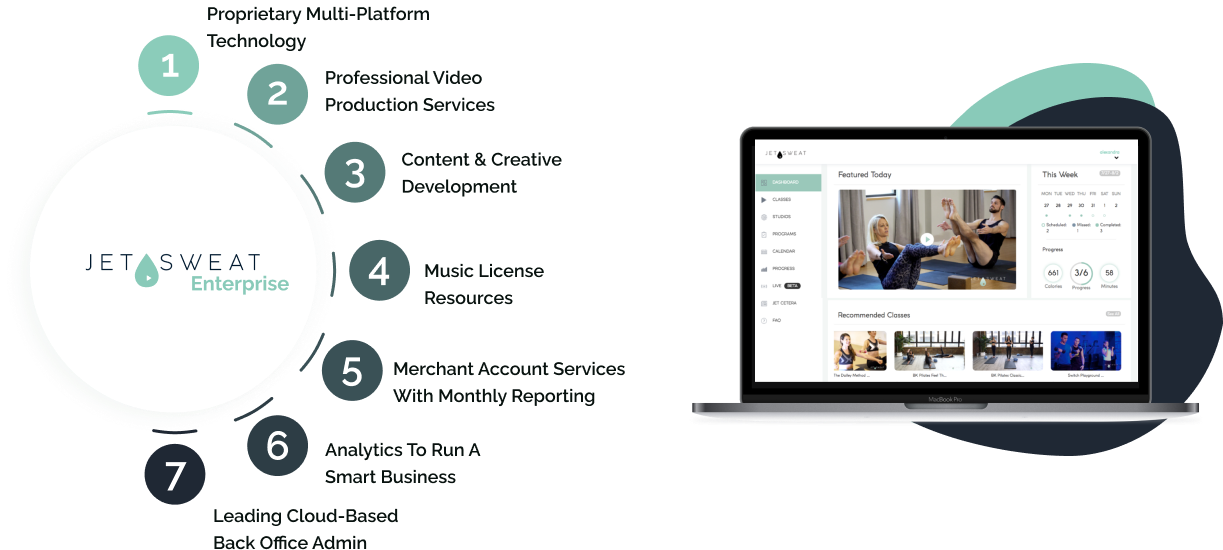 Proprietary Multi-Platform
Technology
1
2
Professional Video
Production Services
3
Content & Creative
Development
JETSWEAT
Enterprise
4
Music License
Resources
5
Merchant Account Services
With Monthly Reporting
6
Analytics To Run A
Smart Business
7
Leading Cloud-Based
Back Office Admin
JETSWEAT
Alexandra
DASHBOARD
CLASSES
STUDIOS
PROGRAMS
CALENDAR
PROGRESS
LIVE BETA
JET CETERA
FAQ
Featured Today
JETSWEAT
This Week
MON TUE WED THU FRI SAT SUN
27 28 29 30 31 1 2
Scheduled: Missed: Completed:
2 1 3
Progress
661 3/6 58
Calories Progress Minutes
Recommended Classes
The Dailey Method ...
BK Pilates Feel Th...
BK Pilates Classic...
Switch Playground ...
MacBook Pro